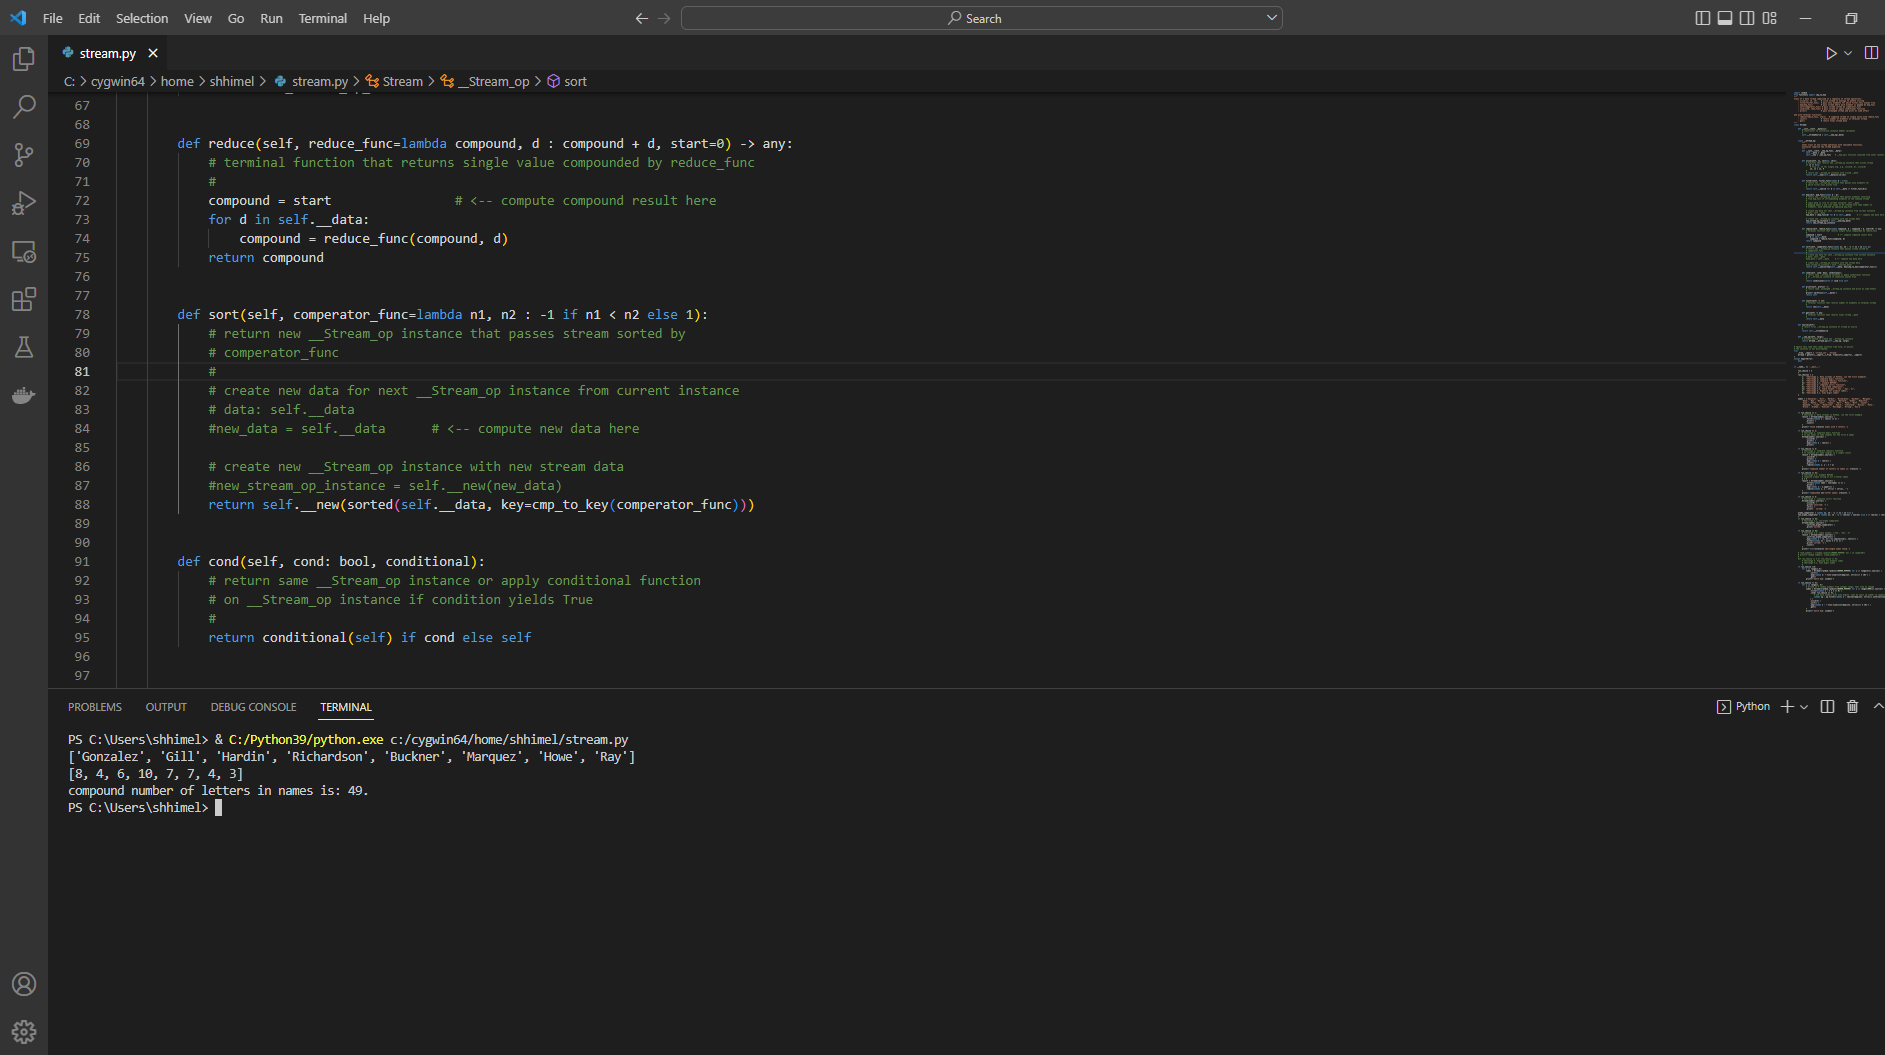 File Edit Selection View Go Run Terminal Help Search
stream.py
C: > cygwin64 > home > shhimel > stream.py > Stream > __Stream_op > sort
67
68
69 def reduce(self, reduce_func=lambda compound, d : compound + d, start=0) -> any:
70 # terminal function that returns single value compounded by reduce_func
71 #
72 compound = start # <-- compute compound result here
73 for d in self.__data:
74 compound = reduce_func(compound, d)
75 return compound
76
77
78 def sort(self, comperator_func=lambda n1, n2 : -1 if n1 < n2 else 1):
79 # return new __Stream_op instance that passes stream sorted by
80 # comperator_func
81 #
82 # create new data for next __Stream_op instance from current instance
83 # data: self.__data
84 #new_data = self.__data # <-- compute new data here
85
86 # create new __Stream_op instance with new stream data
87 #new_stream_op_instance = self.__new(new_data)
88 return self.__new(sorted(self.__data, key=cmp_to_key(comperator_func)))
89
90
91 def cond(self, cond: bool, conditional):
92 # return same __Stream_op instance or apply conditional function
93 # on __Stream_op instance if condition yields True
94 #
95 return conditional(self) if cond else self
96
97
PROBLEMS OUTPUT DEBUG CONSOLE TERMINAL Python
PS C:\Users\shhimel> & C:/Python39/python.exe c:/cygwin64/home/shhimel/stream.py
['Gonzalez', 'Gill', 'Hardin', 'Richardson', 'Buckner', 'Marquez', 'Howe', 'Ray']
[8, 4, 6, 10, 7, 7, 4, 3]
compound number of letters in names is: 49.
PS C:\Users\shhimel>